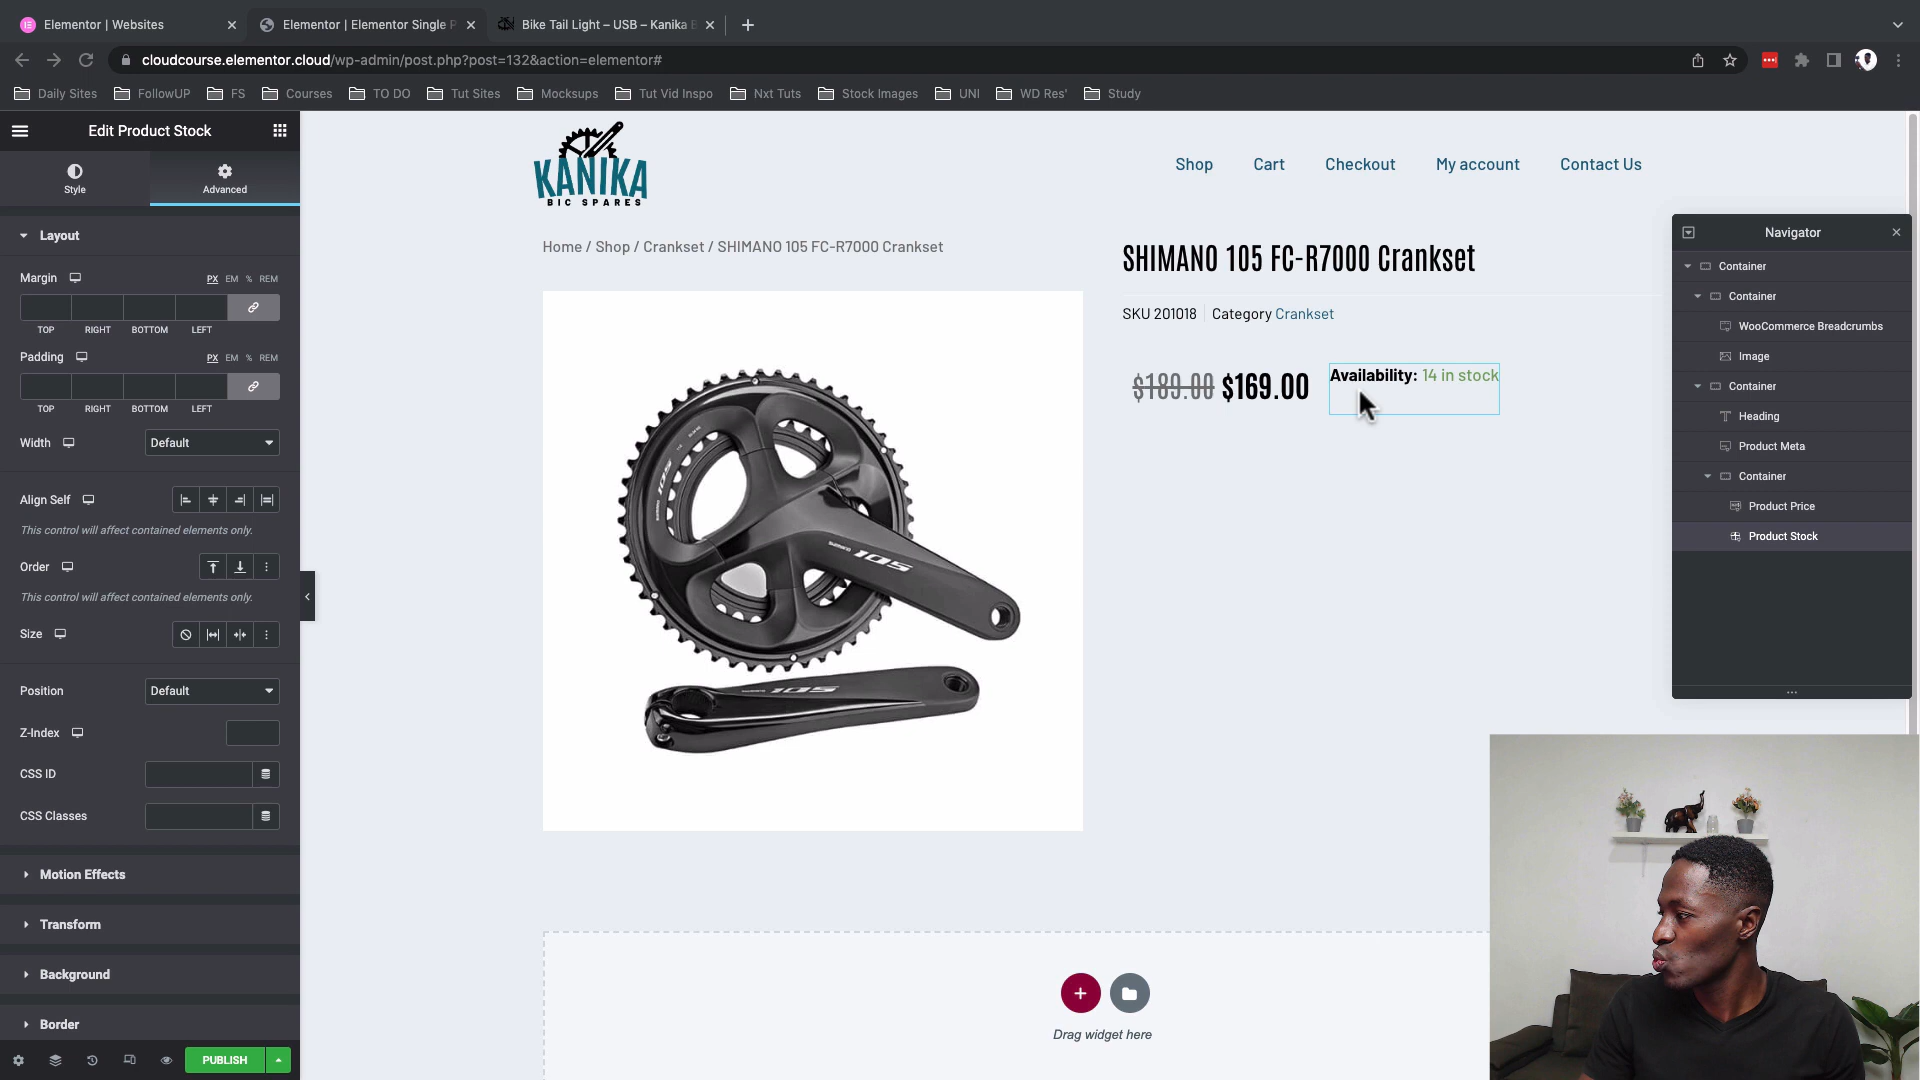 Elementor | Websites
Elementor | Elementor Single P
Bike Tail Light – USB – Kanika B
cloudcourse.elementor.cloud/wp-admin/post.php?post=132&action=elementor#
Daily Sites
FollowUP
FS
Courses
TO DO
Tut Sites
Mocksups
Tut Vid Inspo
Nxt Tuts
Stock Images
UNI
WD Res'
Study
Edit Product Stock
Style
Advanced
Layout
Margin
PX EM % REM
TOP RIGHT BOTTOM LEFT
Padding
PX EM % REM
TOP RIGHT BOTTOM LEFT
Width
Default
Align Self
This control will affect contained elements only.
Order
This control will affect contained elements only.
Size
Position
Default
Z-Index
CSS ID
CSS Classes
Motion Effects
Transform
Background
Border
PUBLISH
KANIKA
BIC SPARES
Shop
Cart
Checkout
My account
Contact Us
Home / Shop / Crankset / SHIMANO 105 FC-R7000 Crankset
SHIMANO 105 FC-R7000 Crankset
SKU 201018
Category Crankset
$189.00 $169.00
Availability: 14 in stock
105
105
105
Drag widget here
Navigator
Container
Container
WooCommerce Breadcrumbs
Image
Container
Heading
Product Meta
Container
Product Price
Product Stock